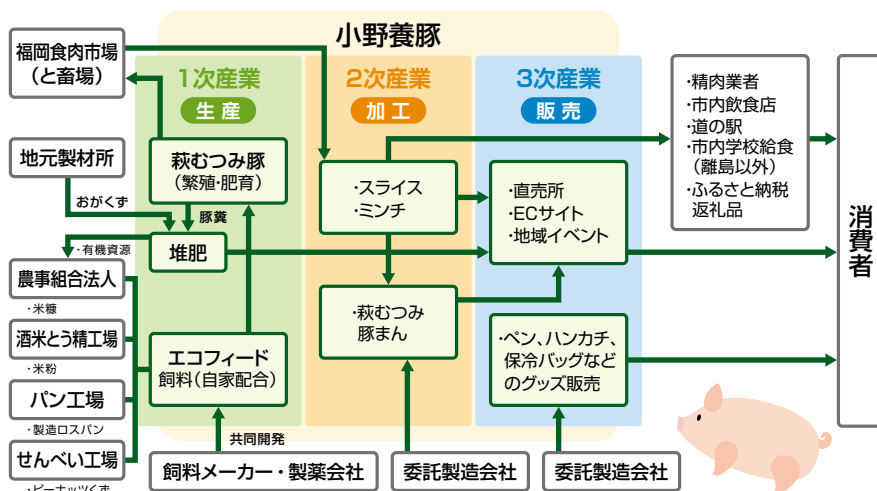 小野養豚
福岡食肉市場
(と畜場)
1次産業
生産
2次産業
加工
3次産業
販売
・精肉業者
・市内飲食店
・道の駅
・市内学校給食
(離島以外)
・ふるさと納税
返礼品
消費者
地元製材所
おがくず
萩むつみ豚
(繁殖・肥育)
豚糞
堆肥
・スライス
・ミンチ
・直売所
・ECサイト
・地域イベント
・有機資源
農事組合法人
・米糠
酒米とう精工場
・米粉
パン工場
・製造ロスパン
せんべい工場
・ピーナッツくず
エコフィード
飼料(自家配合)
・萩むつみ
豚まん
・ペン、ハンカチ、
保冷バッグなど
のグッズ販売
共同開発
飼料メーカー・製薬会社
委託製造会社
委託製造会社